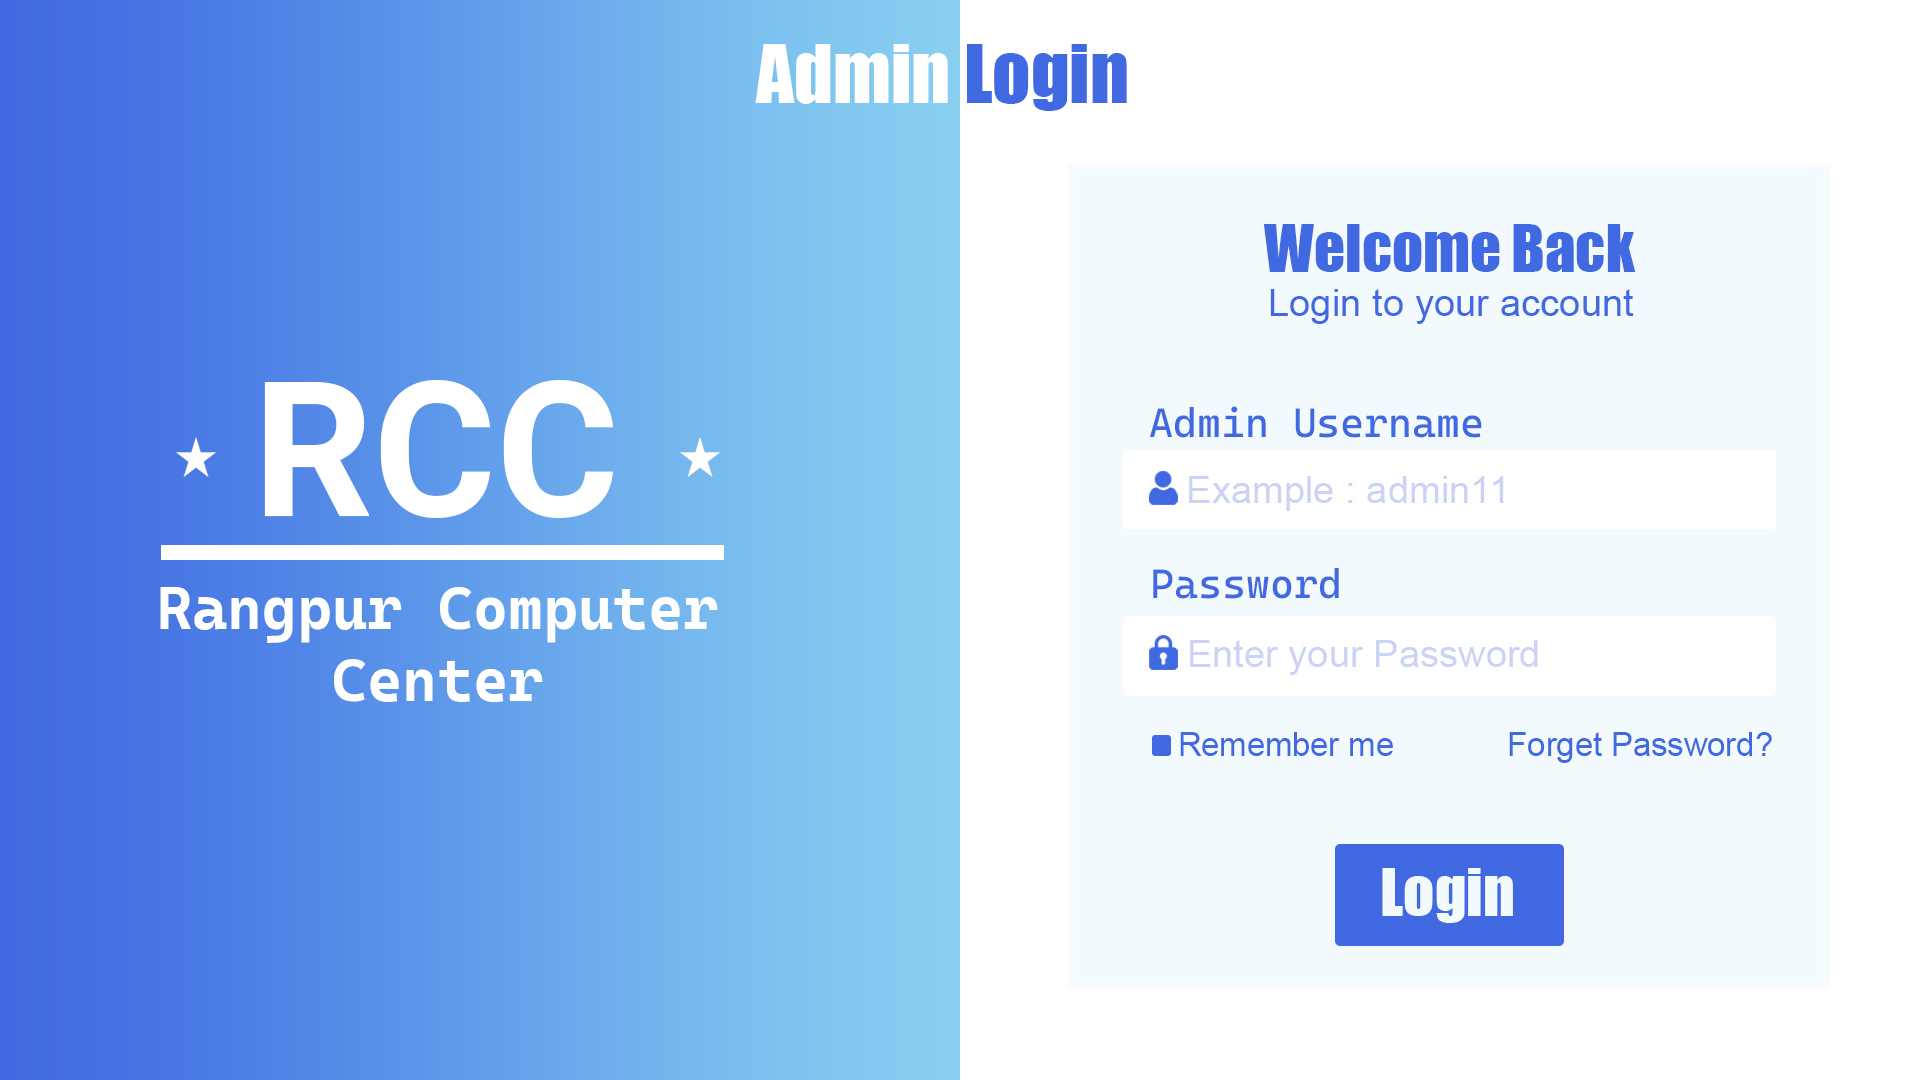 Admin Login
★ RCC ★
Rangpur Computer
Center
Welcome Back
Login to your account
Admin Username
Example : admin11
Password
Enter your Password
Remember me
Forget Password?
Login